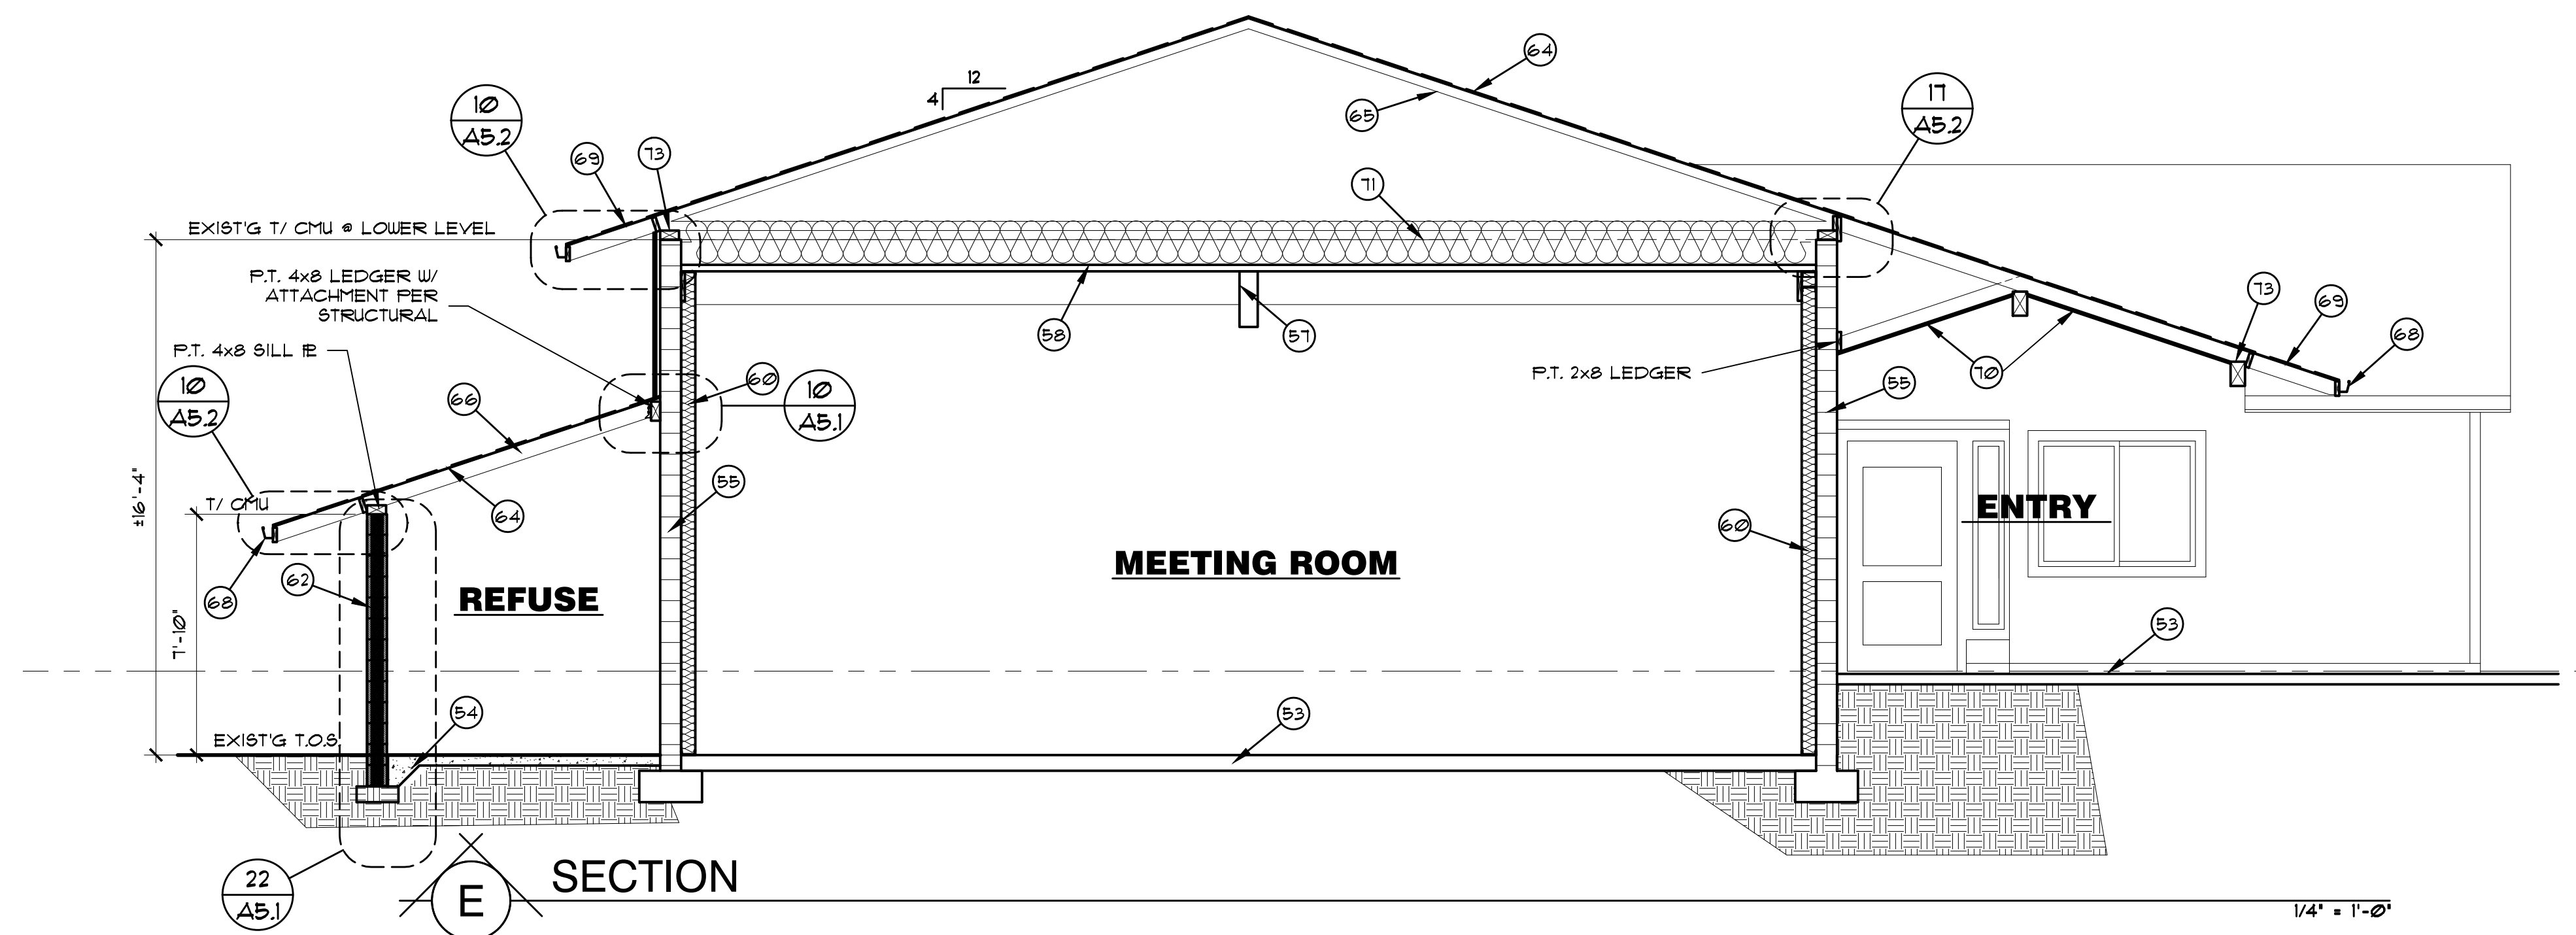 64
12
4
65
10
A5.2
17
A5.2
69
73
71
EXIST'G T/ CMU @ LOWER LEVEL
P.T. 4x8 LEDGER W/
ATTACHMENT PER
STRUCTURAL
58
57
73
69
68
P.T. 4x8 SILL PL
10
A5.2
66
60
10
A5.1
P.T. 2x8 LEDGER
70
55
±16'-4"
T/ CMU
64
55
60
ENTRY
MEETING ROOM
62
68
REFUSE
7'-10"
53
54
53
EXIST'G T.O.S.
22
A5.1
E
SECTION
1/4" = 1'-0"